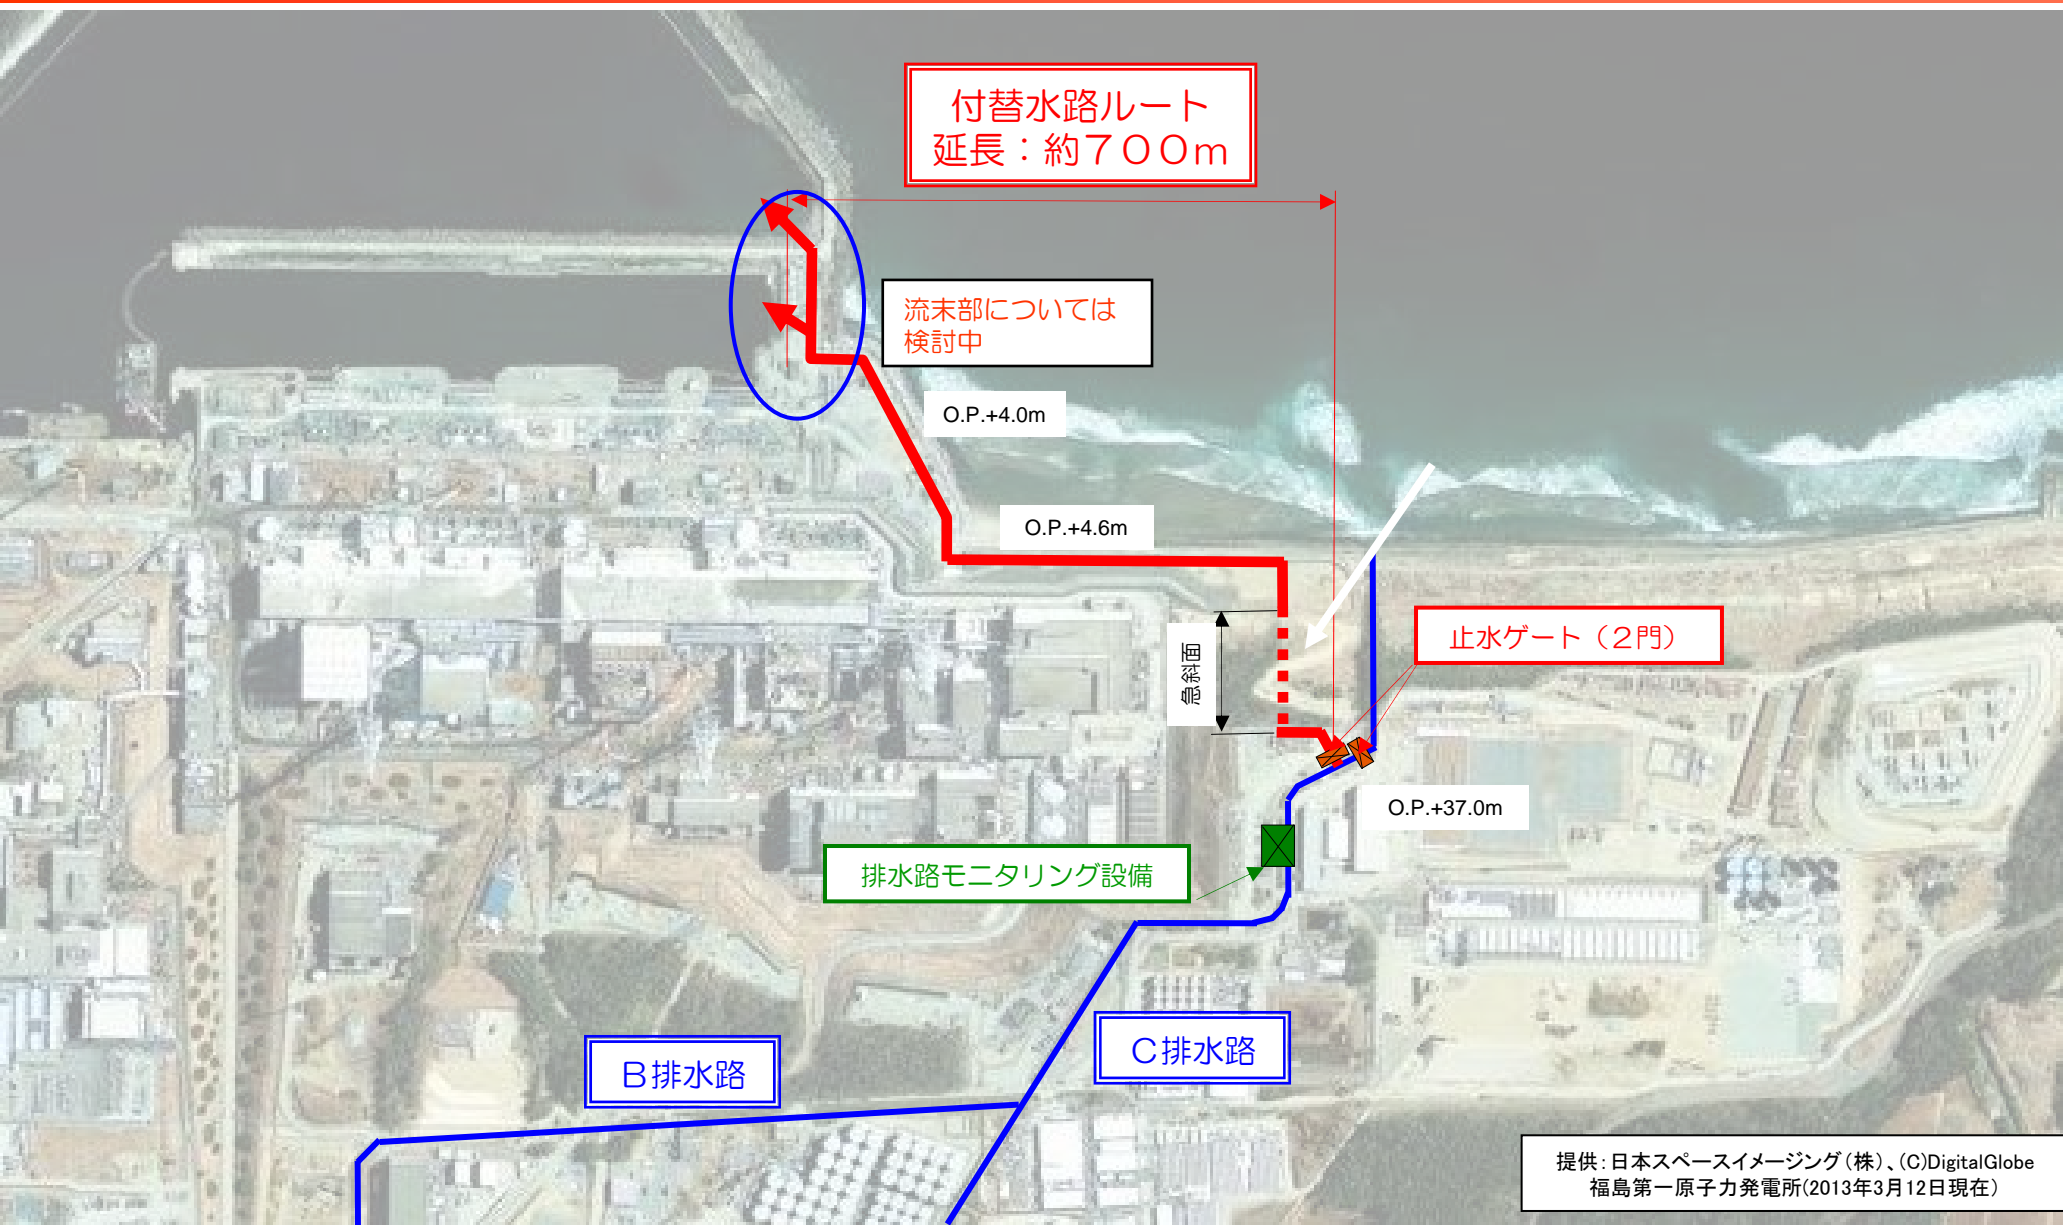 付替水路ルート
延長：約７００ｍ
流末部については
検討中
O.P.+4.0m
O.P.+4.6m
止水ゲート（２門）
急斜面
O.P.+37.0m
排水路モニタリング設備
Ｃ排水路
Ｂ排水路
提供：日本スペースイメージング（株）、(C)DigitalGlobe
福島第一原子力発電所(2013年3月12日現在）